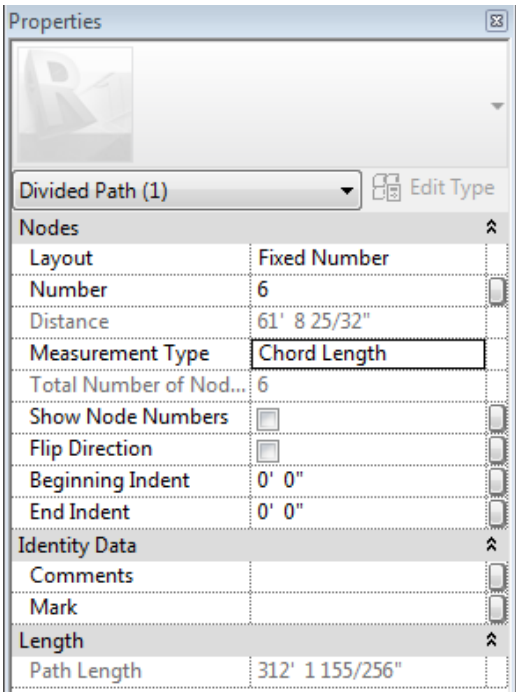 Properties
R1
Divided Path (1) Edit Type
Nodes
Layout Fixed Number
Number 6
Distance 61' 8 25/32"
Measurement Type Chord Length
Total Number of Nod... 6
Show Node Numbers
Flip Direction
Beginning Indent 0' 0"
End Indent 0' 0"
Identity Data
Comments
Mark
Length
Path Length 312' 1 155/256"